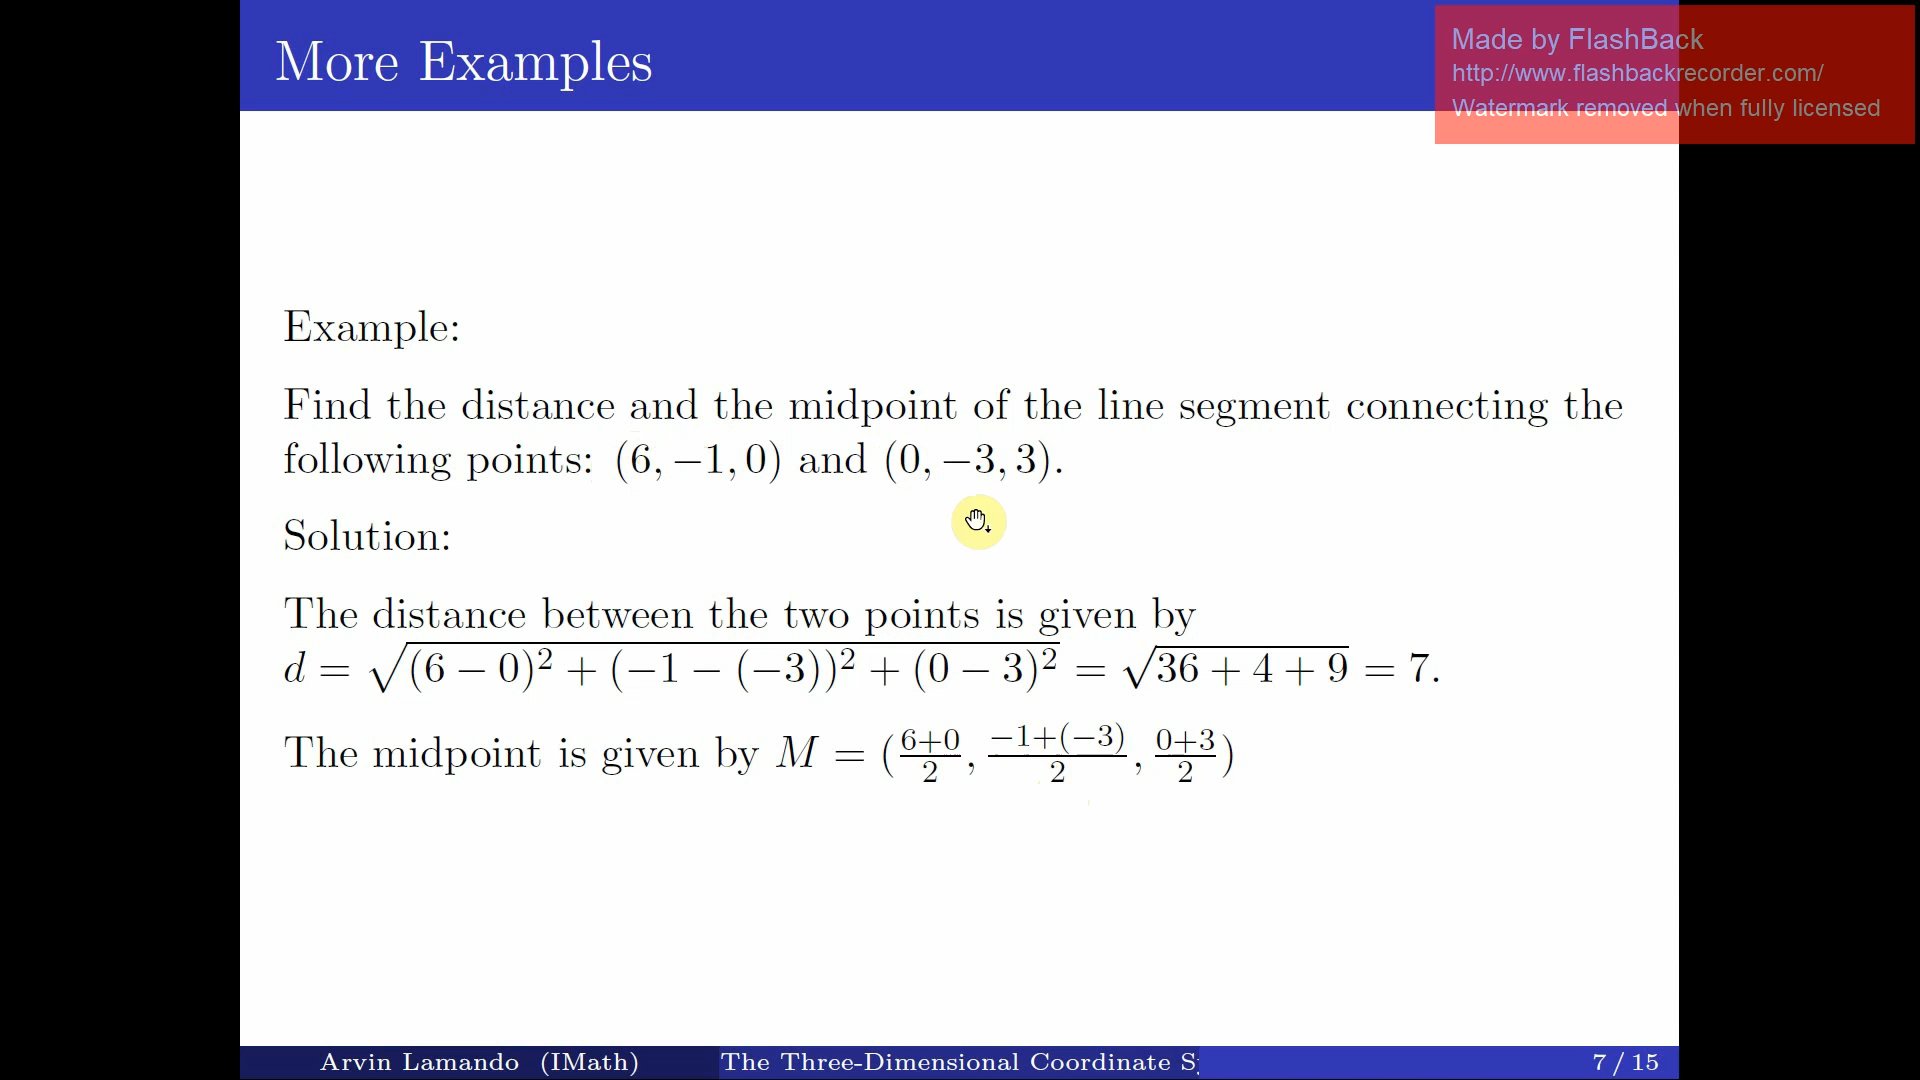 More Examples
Made by FlashBack
http://www.flashbackrecorder.com/
Watermark removed when fully licensed
Example:
Find the distance and the midpoint of the line segment connecting the
following points: (6, −1, 0) and (0, −3, 3).
Solution:
The distance between the two points is given by
d = √(6 − 0)² + (−1 − (−3))² + (0 − 3)² = √36 + 4 + 9 = 7.
The midpoint is given by M = (6+0/2, −1+(−3)/2, 0+3/2)
Arvin Lamando (IMath) The Three-Dimensional Coordinate 7 / 15